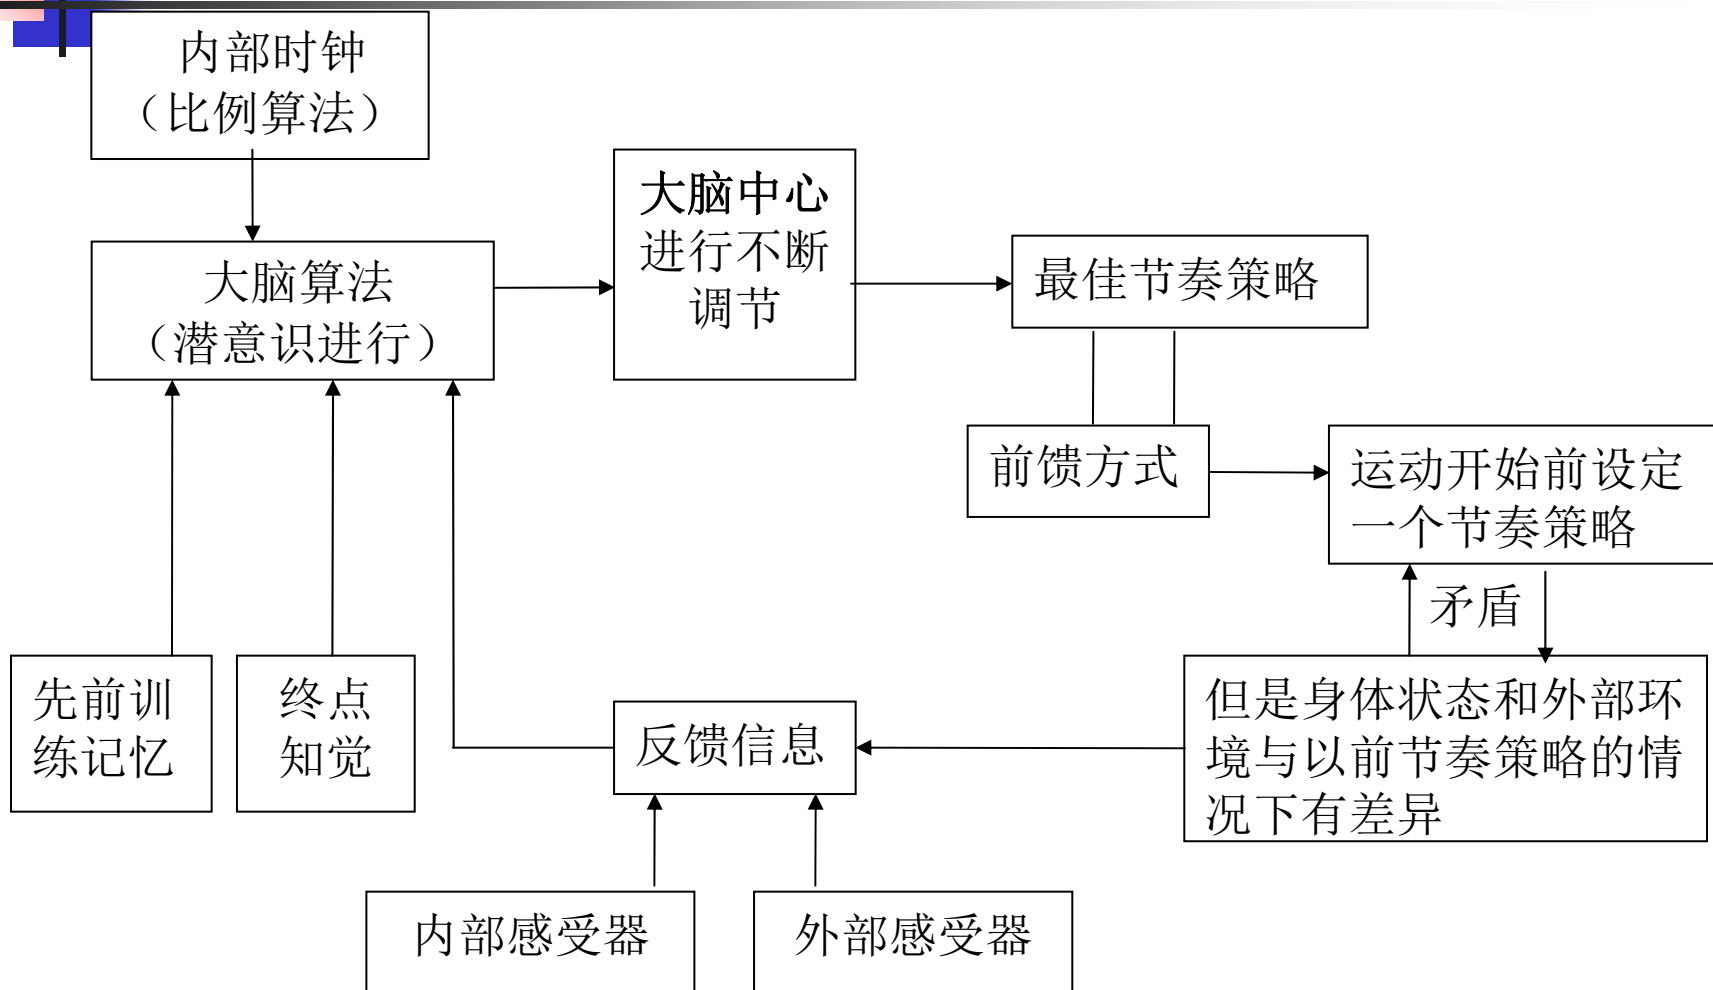 内部时钟
（比例算法）
大脑算法
（潜意识进行）
大脑中心
进行不断
调节
最佳节奏策略
前馈方式
运动开始前设定
一个节奏策略
矛盾
先前训
练记忆
终点
知觉
反馈信息
但是身体状态和外部环
境与以前节奏策略的情
况下有差异
内部感受器
外部感受器